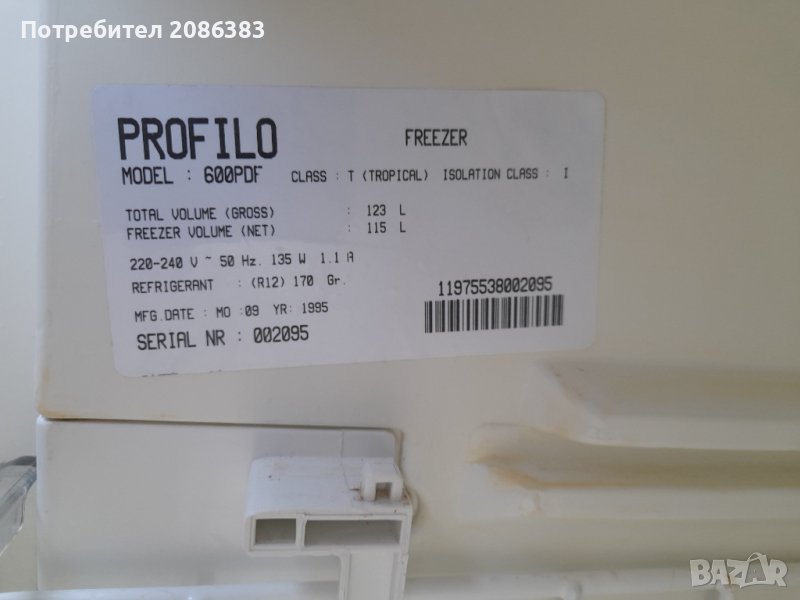 Потребител 2086383
PROFILO FREEZER
MODEL : 600PDF CLASS : T (TROPICAL) ISOLATION CLASS : I
TOTAL VOLUME (GROSS) : 123 L
FREEZER VOLUME (NET) : 115 L
220-240 V ~ 50 Hz. 135 W 1.1 A
REFRIGERANT : (R12) 170 Gr.
MFG.DATE : MO :09 YR: 1995
SERIAL NR : 002095
11975538002095
BAZAR